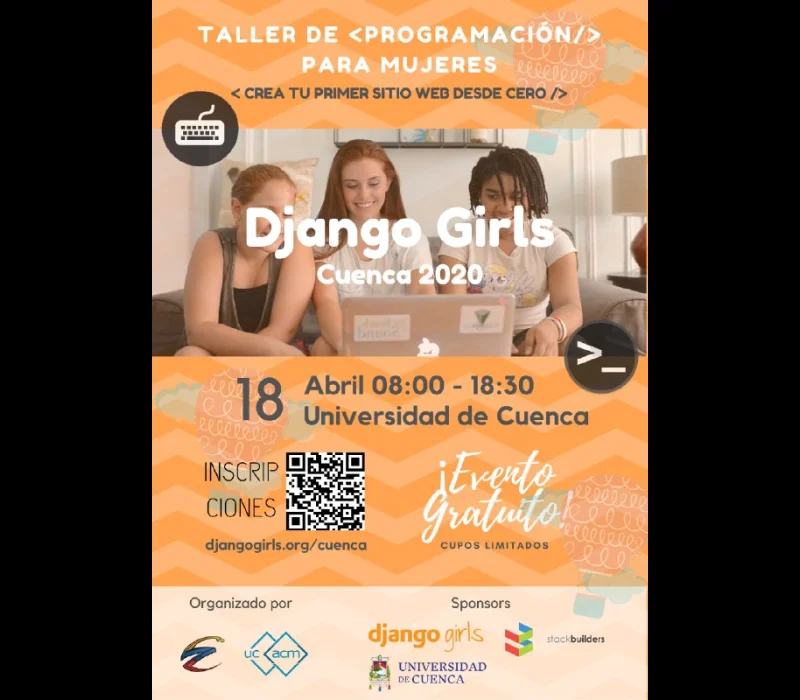 TALLER DE <PROGRAMACIÓN/>
PARA MUJERES
< CREA TU PRIMER SITIO WEB DESDE CERO />
Django Girls
Cuenca 2020
>_
18
Abril 08:00 - 18:30
Universidad de Cuenca
INSCRIP
CIONES
djangogirls.org/cuenca
¡Evento
Gratuito!
CUPOS LIMITADOS
Organizado por
Sponsors
uc acm
django girls
stackbuilders
UNIVERSIDAD
DE CUENCA